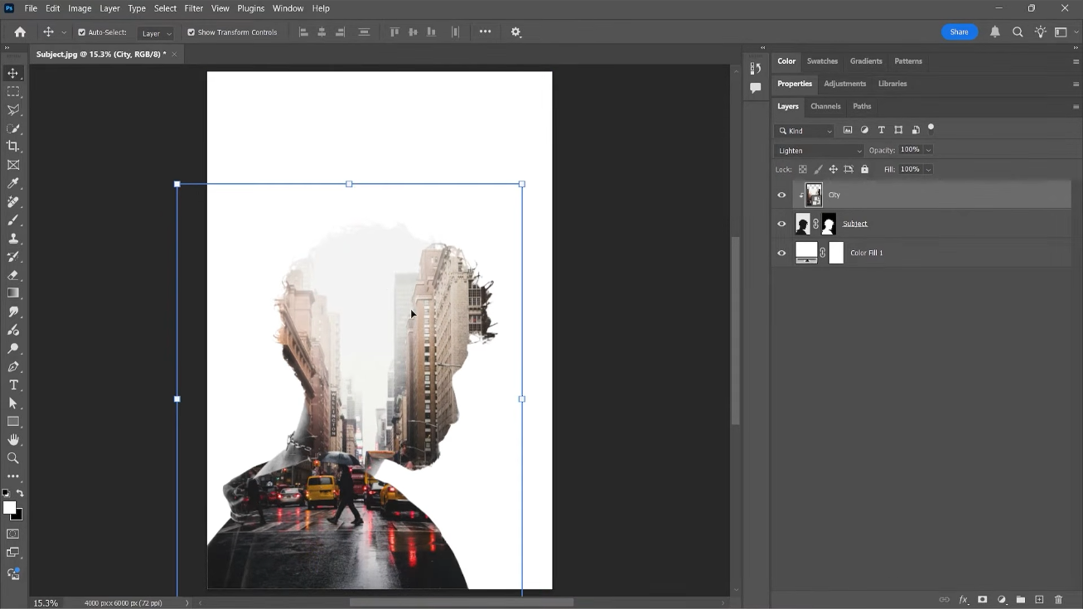 Ps File Edit Image Layer Type Select Filter View Plugins Window Help
Auto-Select: Layer Show Transform Controls Share
Subject.jpg @ 15.3% (City, RGB/8) *
Color Swatches Gradients Patterns
Properties Adjustments Libraries
Layers Channels Paths
Kind
Lighten Opacity: 100%
Lock: Fill: 100%
City
Subject
Color Fill 1
fx
15.3% 4000 px x 6000 px (72 ppi)